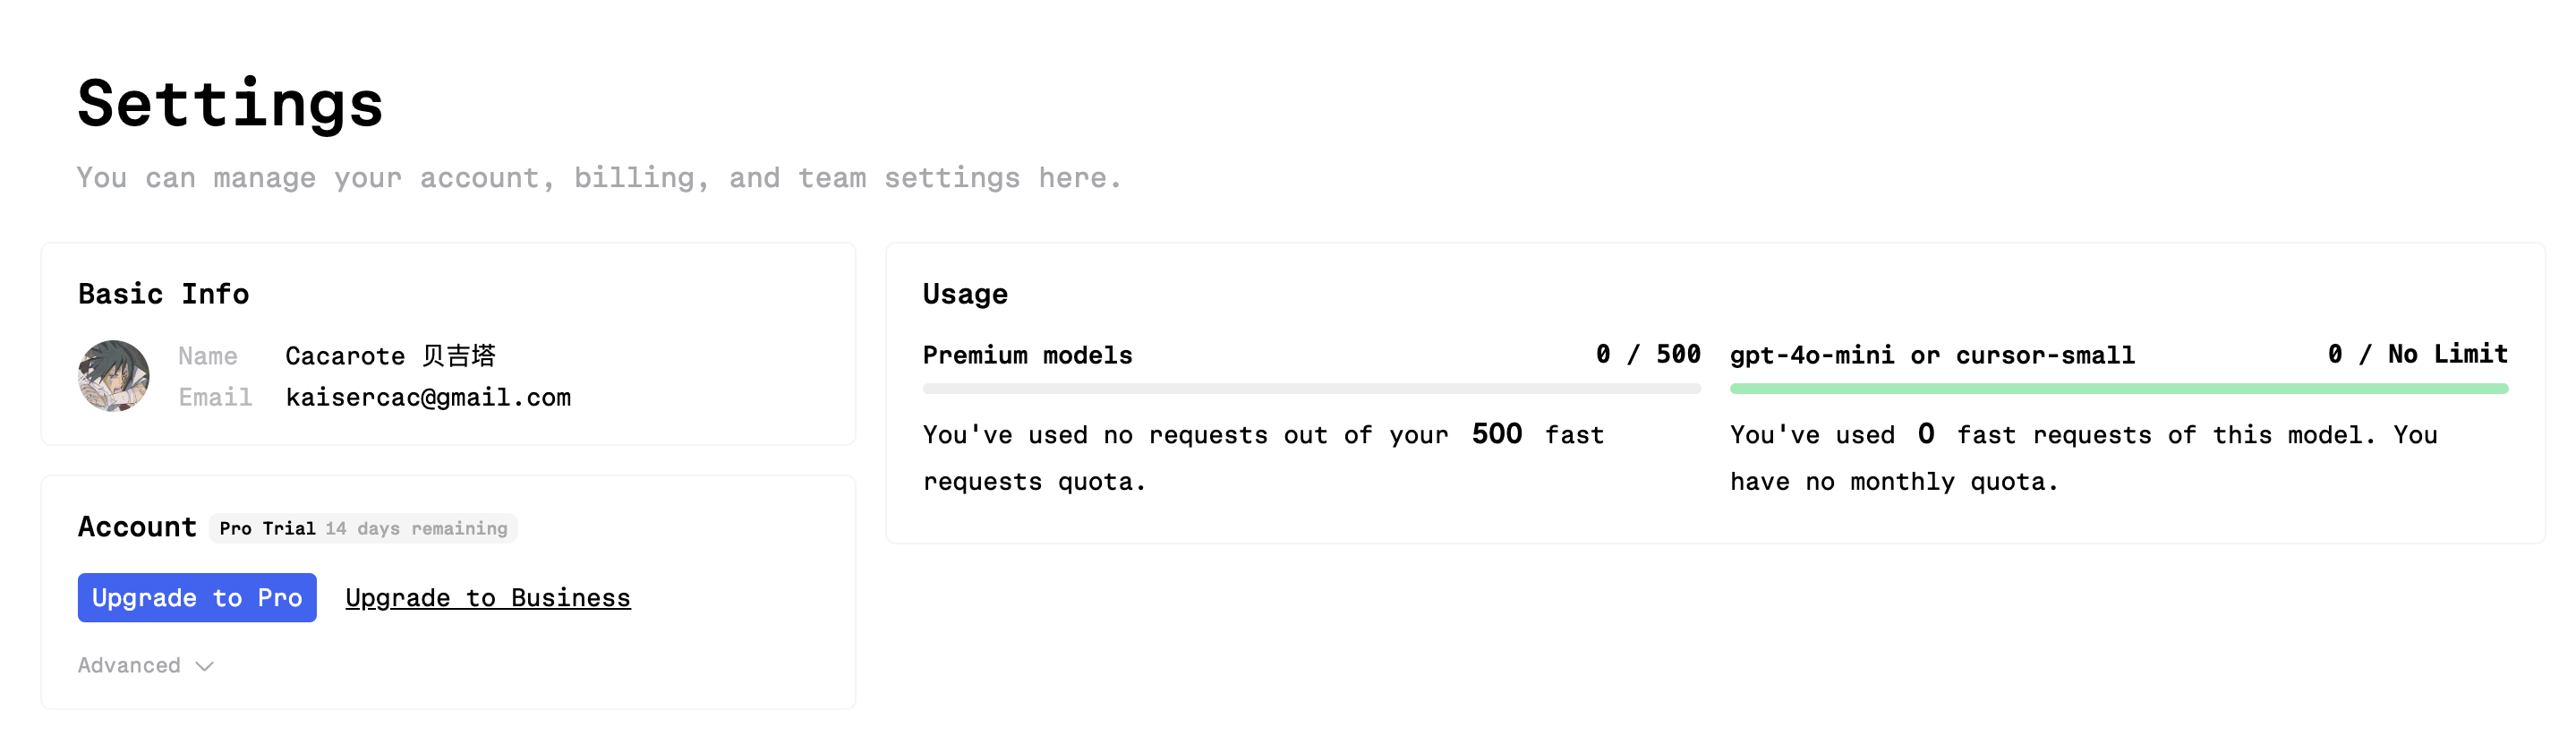 Settings
You can manage your account, billing, and team settings here.
Basic Info
Name Cacarote 贝吉塔
Email kaisercac@gmail.com
Account Pro Trial 14 days remaining
Upgrade to Pro Upgrade to Business
Advanced
Usage
Premium models 0 / 500
You've used no requests out of your 500 fast
requests quota.
gpt-4o-mini or cursor-small 0 / No Limit
You've used 0 fast requests of this model. You
have no monthly quota.